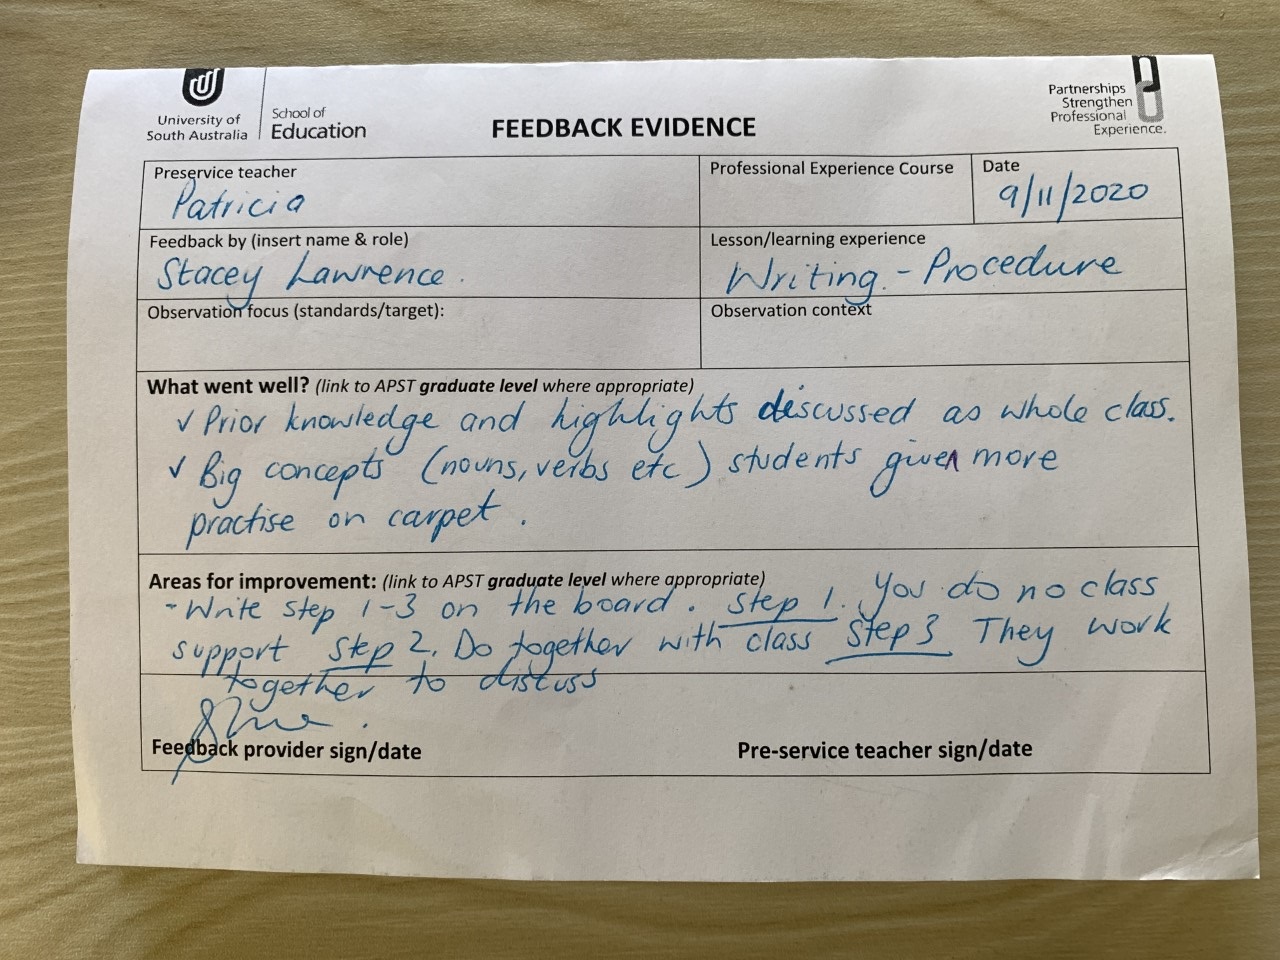 University of
South Australia
School of
Education
FEEDBACK EVIDENCE
Partnerships
Strengthen
Professional
Experience.
Preservice teacher
Patricia
Professional Experience Course
Date
9/11/2020
Feedback by (insert name & role)
Stacey Lawrence.
Lesson/learning experience
Writing - Procedure
Observation focus (standards/target):
Observation context
What went well? (link to APST graduate level where appropriate)
✓ Prior knowledge and highlights discussed as whole class.
✓ Big concepts (nouns, verbs etc) students given more
practise on carpet.
Areas for improvement: (link to APST graduate level where appropriate)
- Write step 1-3 on the board. Step 1. You do no class
support Step 2. Do together with class Step 3 They work
together to discuss
Feedback provider sign/date
Pre-service teacher sign/date